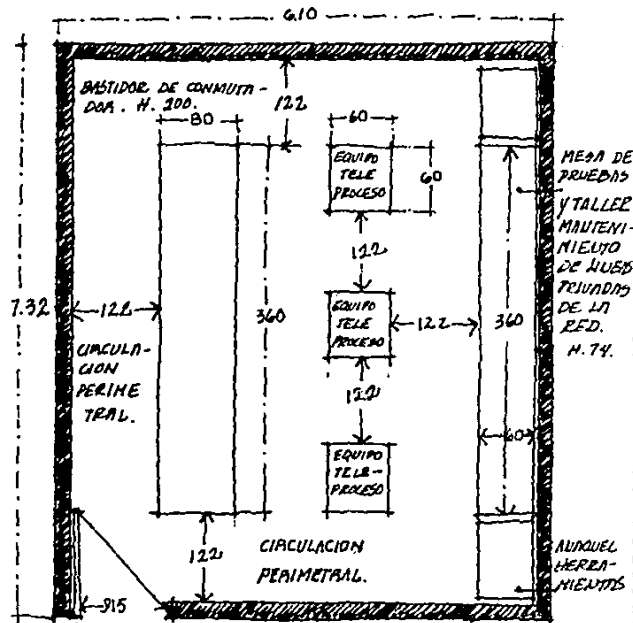 610
BASTIDOR DE CONMUTA-
DOR. H. 200.
122
80
60
EQUIPO
TELE
PROCESO
60
MESA DE
PRUEBAS
Y TALLER
MANTENI-
MIENTO
DE LINEAS
PRIVADAS
DE LA
RED.
H. 74.
122
7.32
122
360
EQUIPO
TELE
PROCESO
122
360
CIRCULA-
CION
PERIME
TRAL.
122
60
EQUIPO
TELE-
PROCESO
122
CIRCULACION
PERIMETRAL.
ANAQUEL
HERRA-
MIENTAS
915